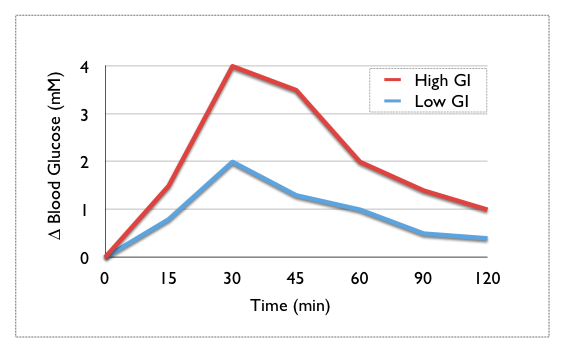 Δ Blood Glucose (mM)
4
3
2
1
0
High GI
Low GI
0 15 30 45 60 90 120
Time (min)